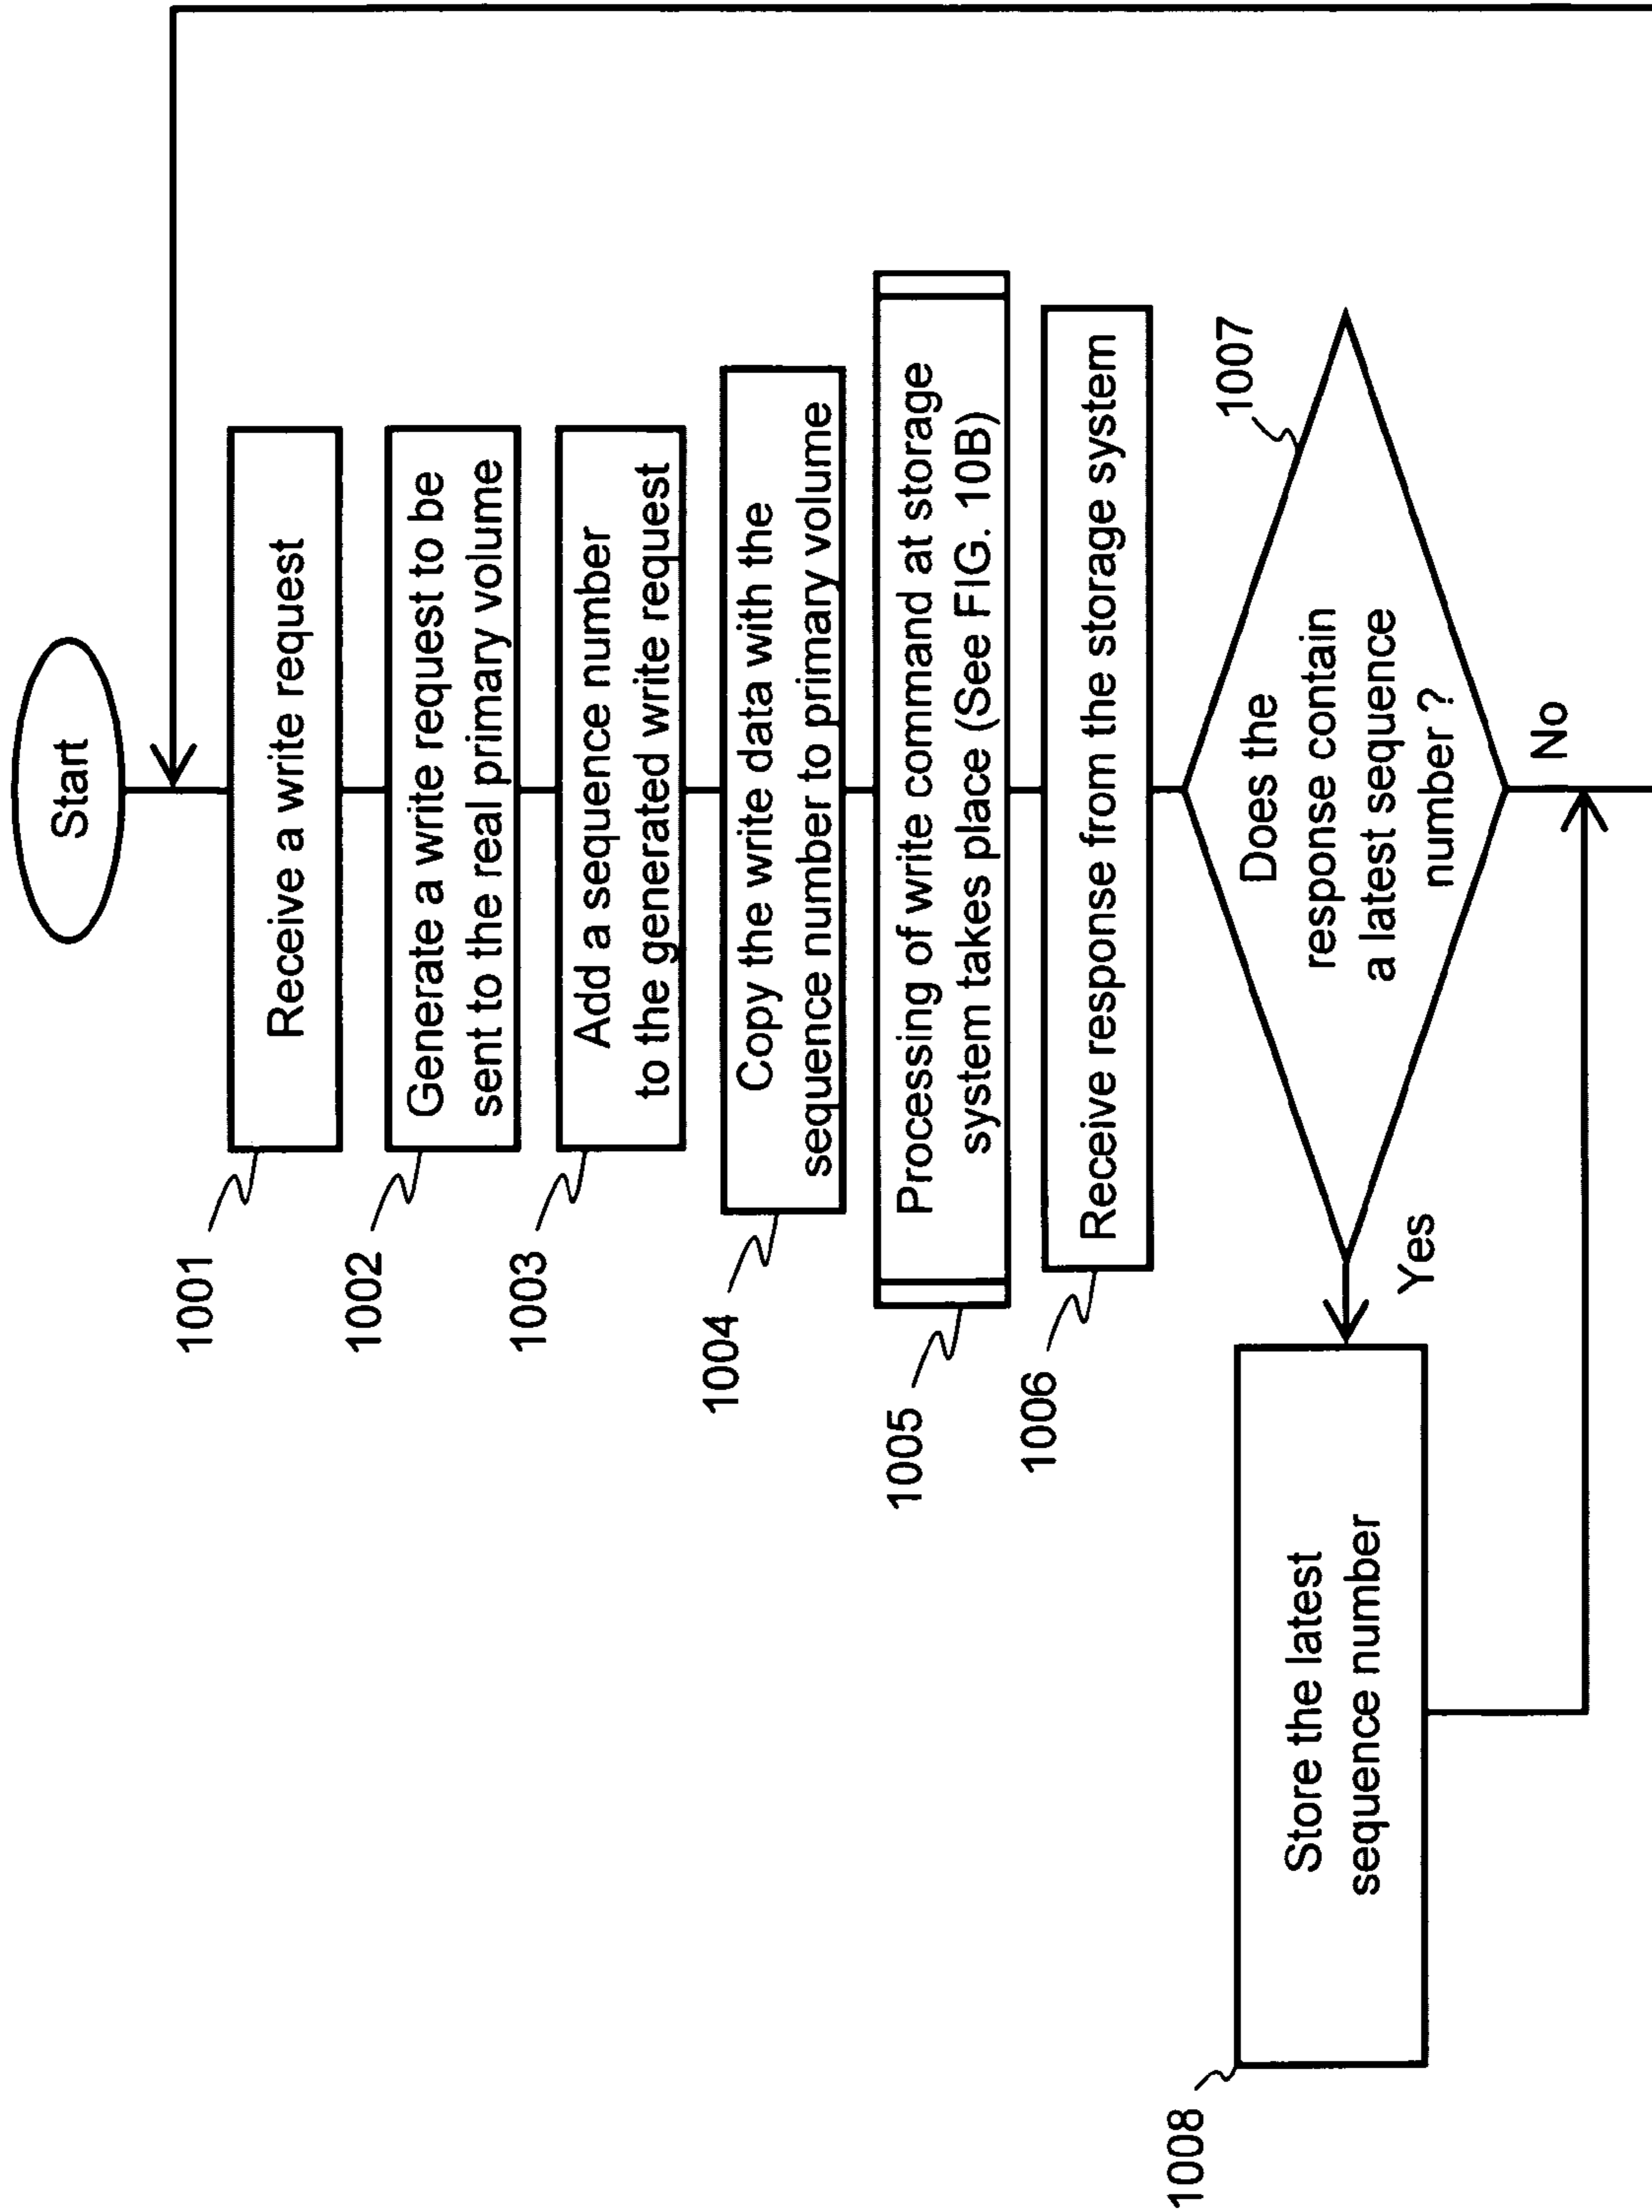 Start
1001
Receive a write request
1002
Generate a write request to be
sent to the real primary volume
1003
Add a sequence number
to the generated write request
1004
Copy the write data with the
sequence number to primary volume
1005
Processing of write command at storage
system takes place (See FIG. 10B)
1006
Receive response from the storage system
1007
Does the
response contain
a latest sequence
number ?
Yes
No
1008
Store the latest
sequence number